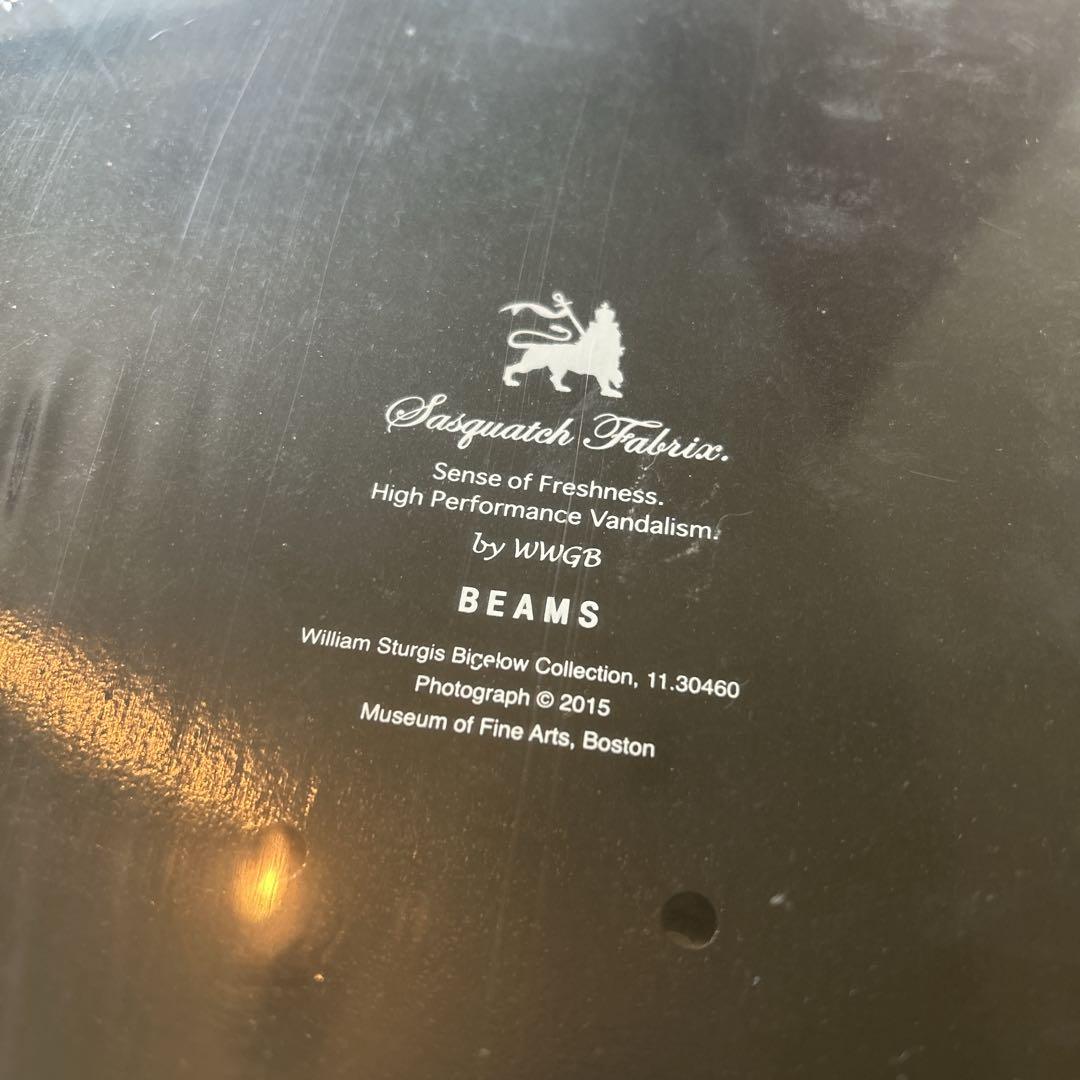 Sasquatch Fabrix.
Sense of Freshness.
High Performance Vandalism.
by WWGB
BEAMS
William Sturgis Bigelow Collection, 11.30460
Photograph © 2015
Museum of Fine Arts, Boston